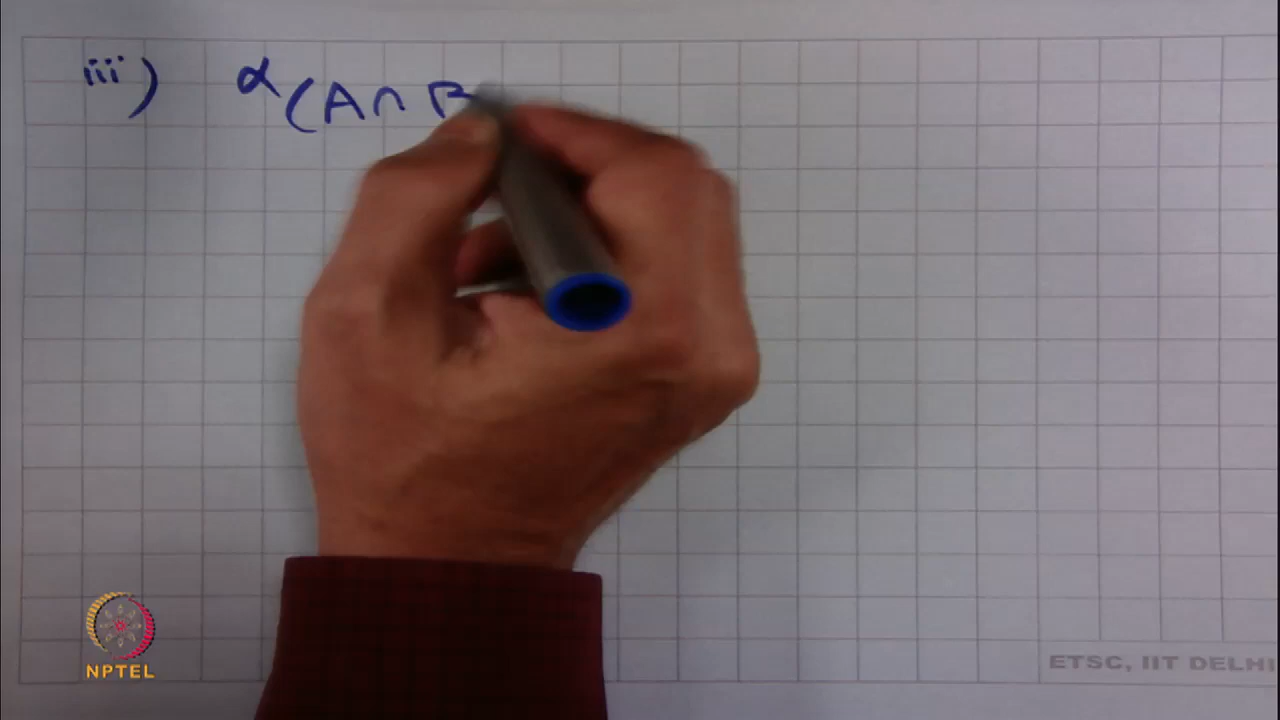 iii) α(A∩B
NPTEL
ETSC, IIT DELHI